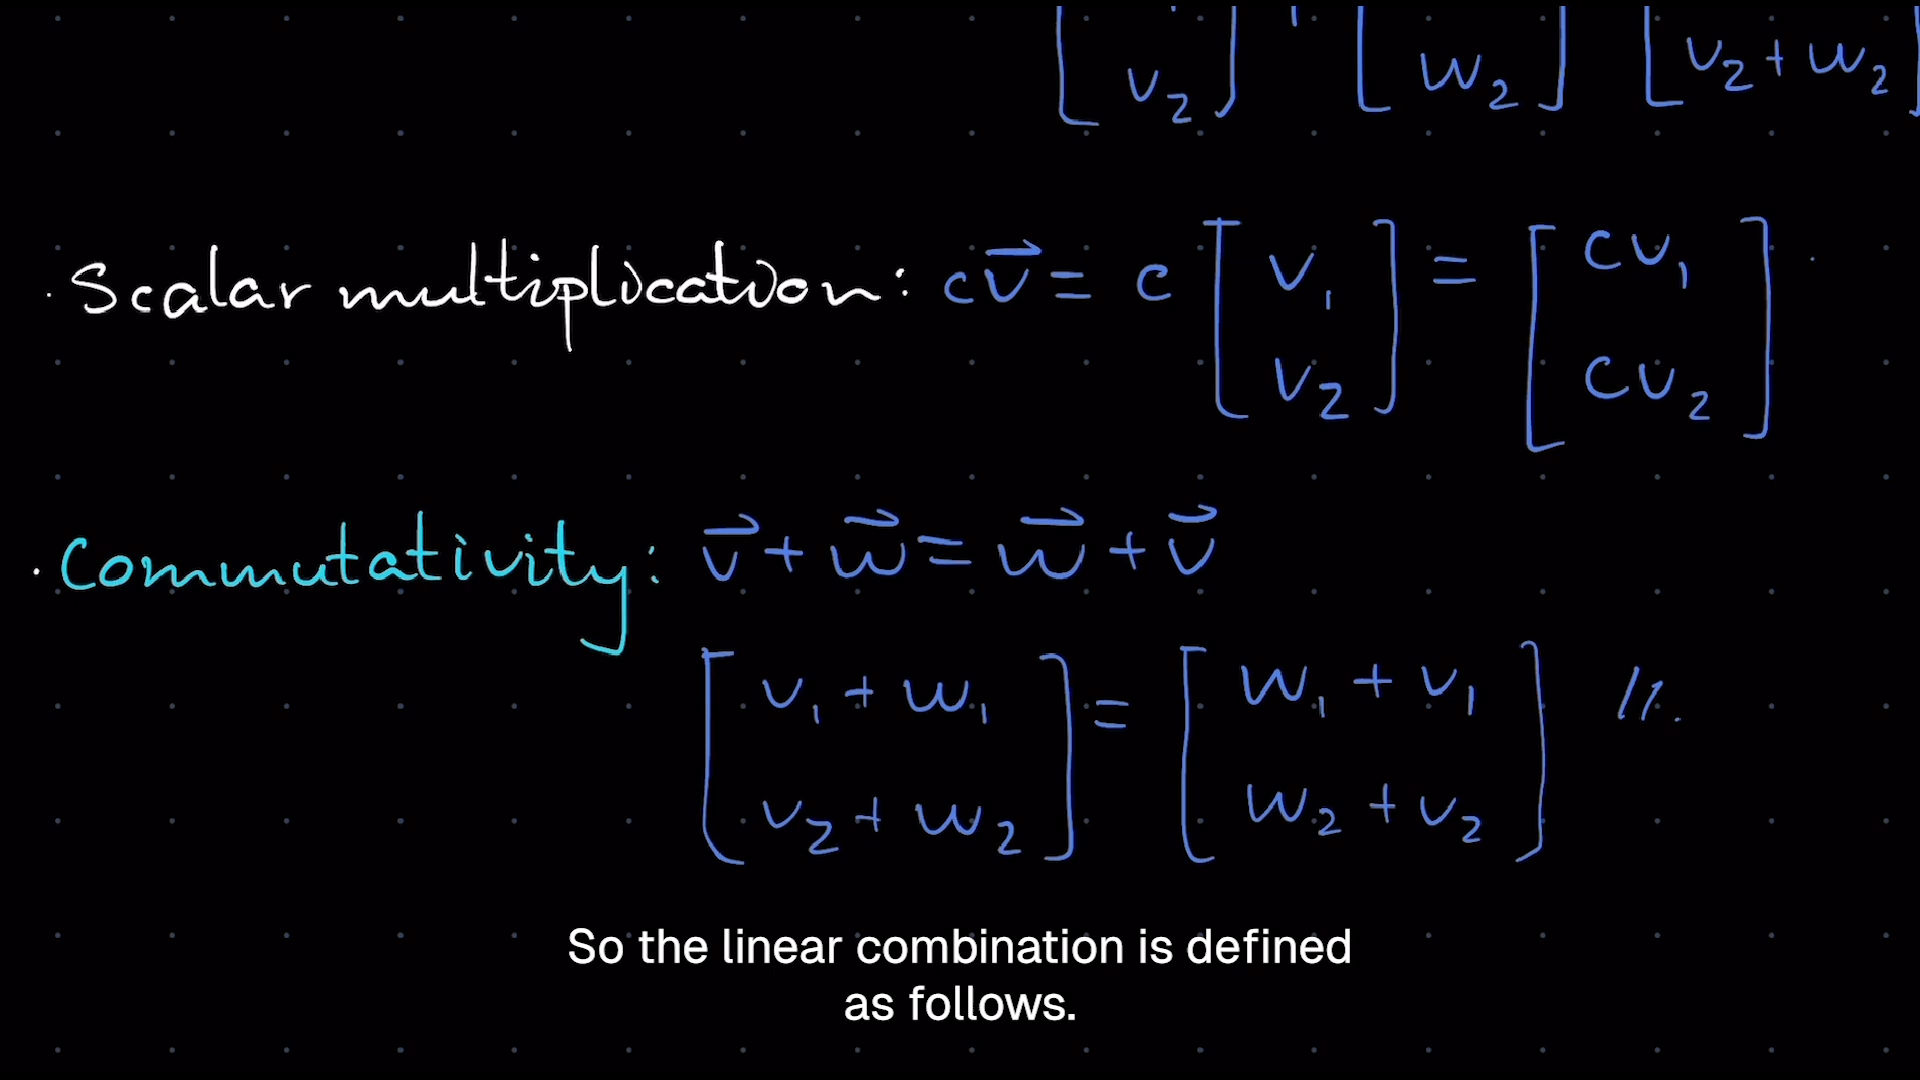 [v₂] [w₂] [v₂ + w₂]
· Scalar multiplication: cv⃗ = c [v₁ v₂] = [cv₁ cv₂] .
· Commutativity: v⃗ + w⃗ = w⃗ + v⃗
[v₁ + w₁ v₂ + w₂] = [w₁ + v₁ w₂ + v₂] //.
So the linear combination is defined
as follows.